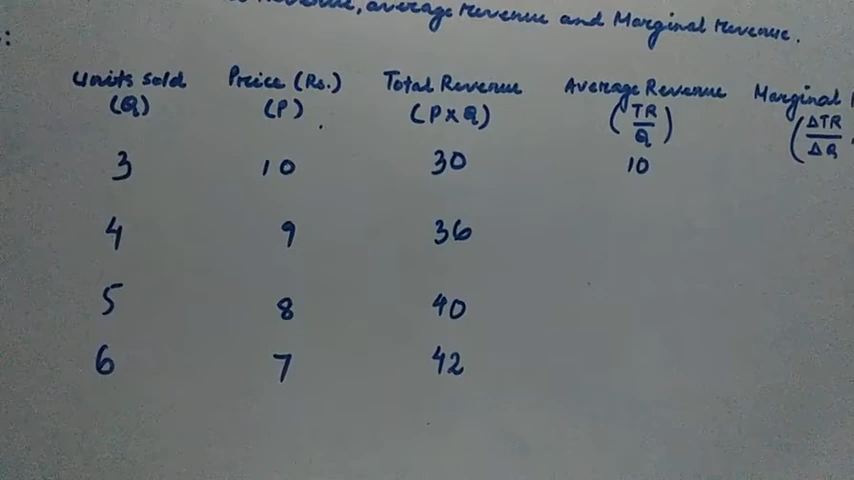 Revenue, average revenue and Marginal revenue.
:
Units sold Price (Rs.) Total Revenue Average Revenue Marginal
(Q) (P) (P x Q) (TR/Q) (ΔTR/ΔQ
3 10 30 10
4 9 36
5 8 40
6 7 42